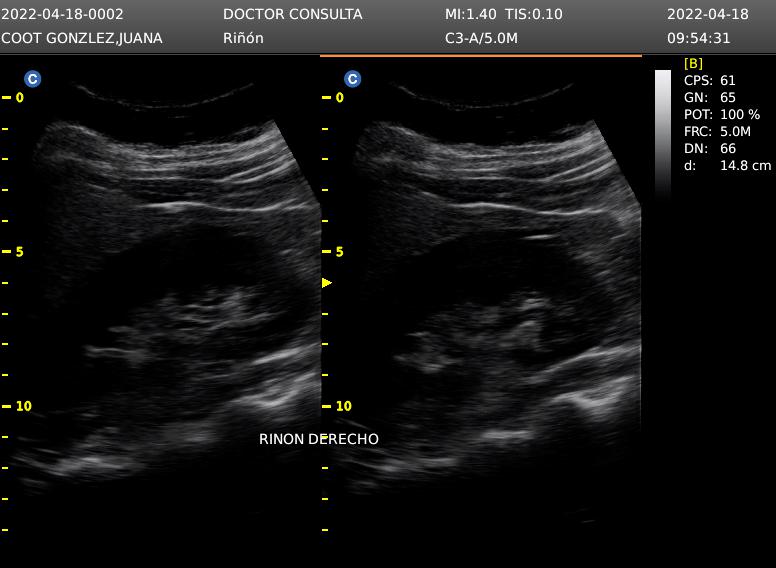 2022-04-18-0002 DOCTOR CONSULTA MI:1.40 TIS:0.10 2022-04-18
COOT GONZLEZ,JUANA Riñón C3-A/5.0M 09:54:31
[B]
CPS: 61
GN: 65
POT: 100 %
FRC: 5.0M
DN: 66
d: 14.8 cm
C C
0 0
5 5
10 10
RINON DERECHO